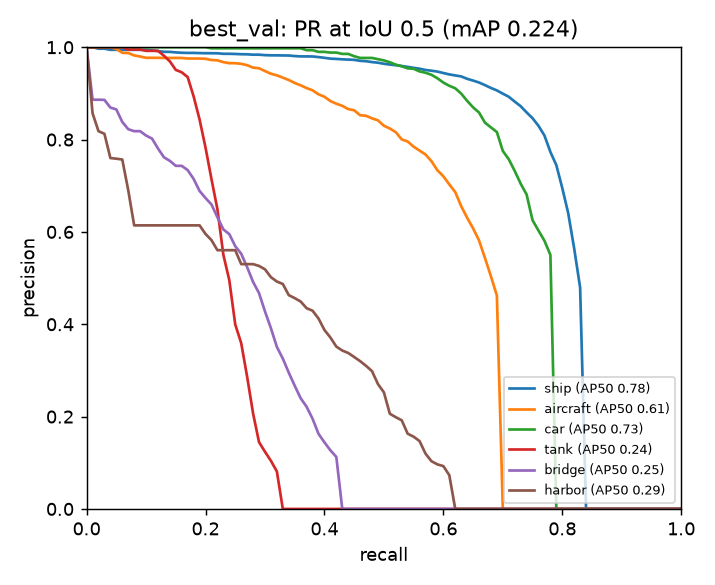 best_val: PR at IoU 0.5 (mAP 0.224)
precision
1.0
0.8
0.6
0.4
0.2
0.0
ship (AP50 0.78)
aircraft (AP50 0.61)
car (AP50 0.73)
tank (AP50 0.24)
bridge (AP50 0.25)
harbor (AP50 0.29)
0.0 0.2 0.4 0.6 0.8 1.0
recall